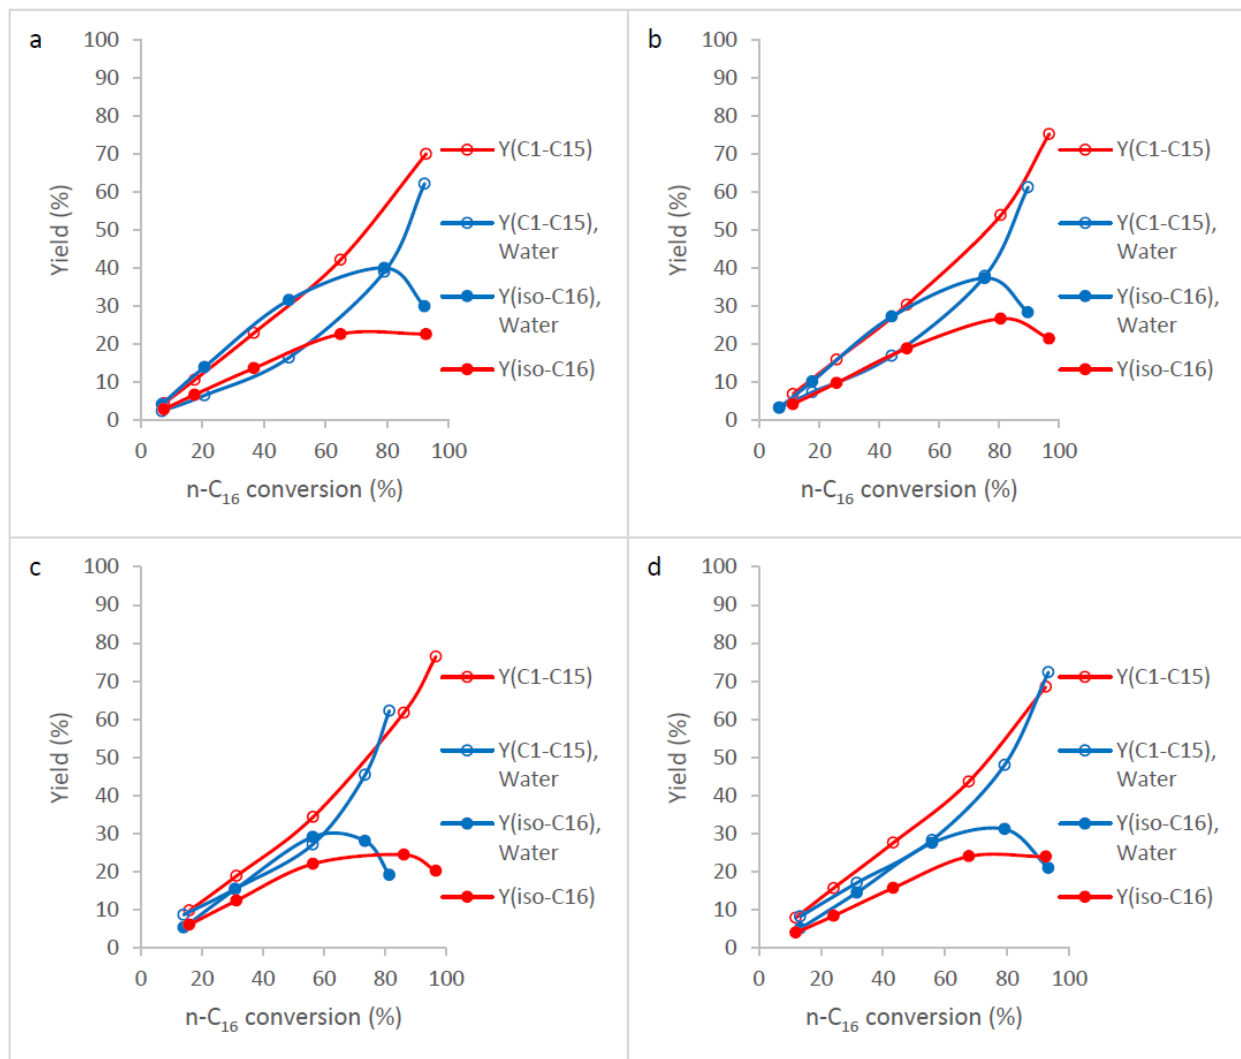 a
100
90
80
70
60
50
40
30
20
10
0
Yield (%)
0 20 40 60 80 100
n-C₁₆ conversion (%)
Y(C1-C15)
Y(C1-C15),
Water
Y(iso-C16),
Water
Y(iso-C16)
b
100
90
80
70
60
50
40
30
20
10
0
Yield (%)
0 20 40 60 80 100
n-C₁₆ conversion (%)
Y(C1-C15)
Y(C1-C15),
Water
Y(iso-C16),
Water
Y(iso-C16)
c
100
90
80
70
60
50
40
30
20
10
0
Yield (%)
0 20 40 60 80 100
n-C₁₆ conversion (%)
Y(C1-C15)
Y(C1-C15),
Water
Y(iso-C16),
Water
Y(iso-C16)
d
100
90
80
70
60
50
40
30
20
10
0
Yield (%)
0 20 40 60 80 100
n-C₁₆ conversion (%)
Y(C1-C15)
Y(C1-C15),
Water
Y(iso-C16),
Water
Y(iso-C16)